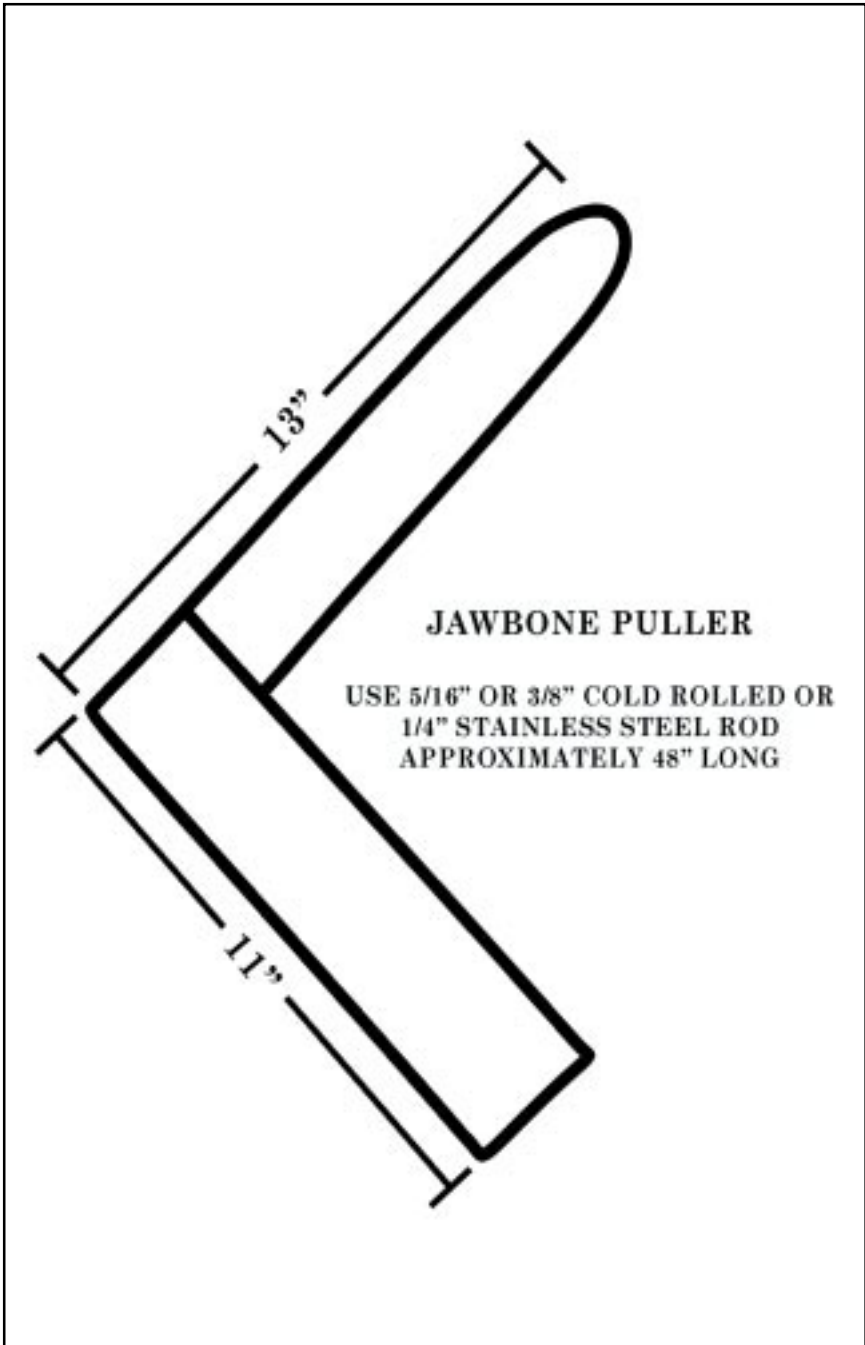 13”
JAWBONE PULLER
USE 5/16” OR 3/8” COLD ROLLED OR
1/4” STAINLESS STEEL ROD
APPROXIMATELY 48” LONG
11”